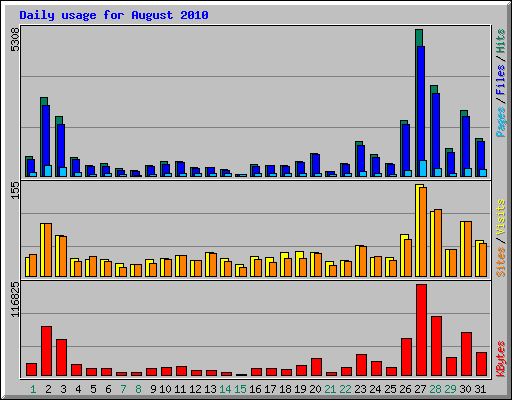 Daily usage for August 2010
5308
Pages / Files / Hits
155
Sites / Visits
116825
KBytes
1 2 3 4 5 6 7 8 9 10 11 12 13 14 15 16 17 18 19 20 21 22 23 24 25 26 27 28 29 30 31